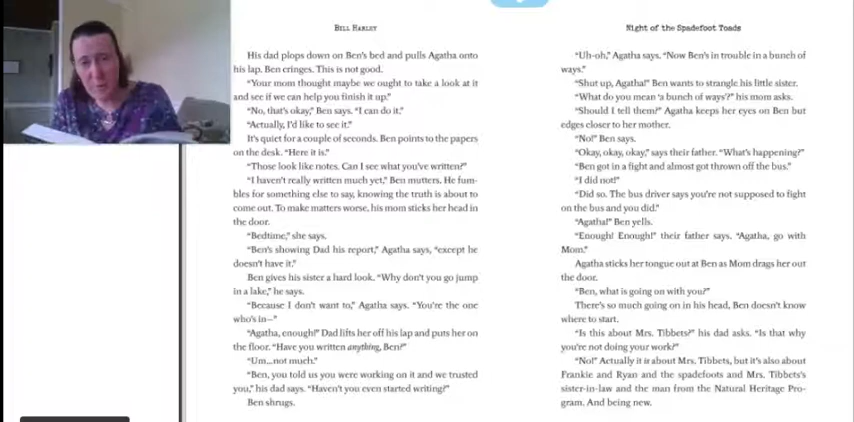 BILL HARLEY
His dad plops down on Ben's bed and pulls Agatha onto
his lap. Ben cringes. This is not good.
"Your mom thought maybe we ought to take a look at it
and see if we can help you finish it up."
"No, that's okay," Ben says. "I can do it."
"Actually, I'd like to see it."
It's quiet for a couple of seconds. Ben points to the papers
on the desk. "Here it is."
"Those look like notes. Can I see what you've written?"
"I haven't really written much yet," Ben mutters. He fum-
bles for something else to say, knowing the truth is about to
come out. To make matters worse, his mom sticks her head in
the door.
"Bedtime," she says.
"Ben's showing Dad his report," Agatha says, "except he
doesn't have it."
Ben gives his sister a hard look. "Why don't you go jump
in a lake," he says.
"Because I don't want to," Agatha says. "You're the one
who's in—"
"Agatha, enough!" Dad lifts her off his lap and puts her on
the floor. "Have you written anything, Ben?"
"Um...not much."
"Ben, you told us you were working on it and we trusted
you," his dad says. "Haven't you even started writing?"
Ben shrugs.
Night of the Spadefoot Toads
"Uh-oh," Agatha says. "Now Ben's in trouble in a bunch of
ways."
"Shut up, Agatha!" Ben wants to strangle his little sister.
"What do you mean 'a bunch of ways'?" his mom asks.
"Should I tell them?" Agatha keeps her eyes on Ben but
edges closer to her mother.
"No!" Ben says.
"Okay, okay, okay," says their father. "What's happening?"
"Ben got in a fight and almost got thrown off the bus."
"I did not!"
"Did so. The bus driver says you're not supposed to fight
on the bus and you did."
"Agatha!" Ben yells.
"Enough! Enough!" their father says. "Agatha, go with
Mom."
Agatha sticks her tongue out at Ben as Mom drags her out
the door.
"Ben, what is going on with you?"
There's so much going on in his head, Ben doesn't know
where to start.
"Is this about Mrs. Tibbets?" his dad asks. "Is that why
you're not doing your work?"
"No!" Actually it is about Mrs. Tibbets, but it's also about
Frankie and Ryan and the spadefoots and Mrs. Tibbets's
sister-in-law and the man from the Natural Heritage Pro-
gram. And being new.